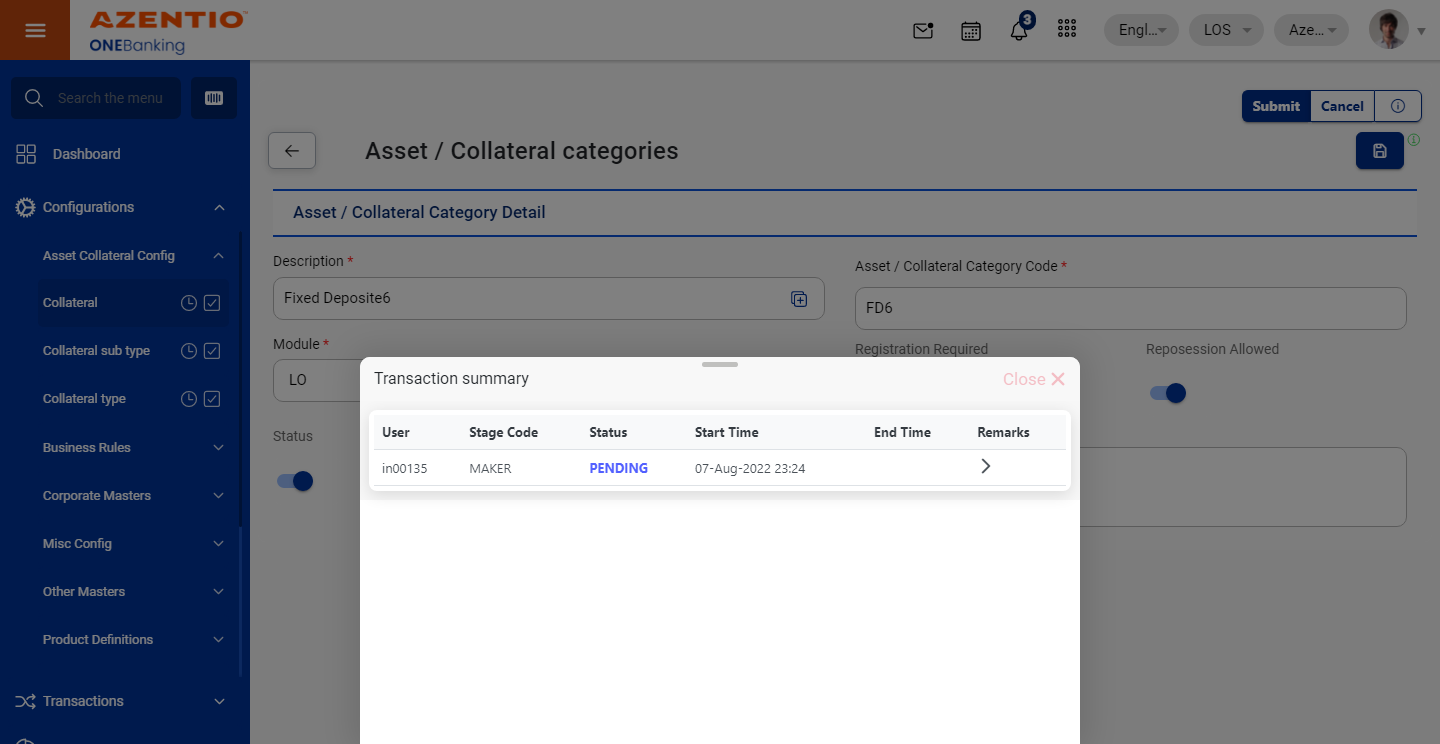 AZENTIO™
ONEBanking
3
Engl...
LOS
Aze...
Search the menu
Dashboard
Configurations
Asset Collateral Config
Collateral
Collateral sub type
Collateral type
Business Rules
Corporate Masters
Misc Config
Other Masters
Product Definitions
Transactions
Submit
Cancel
Asset / Collateral categories
Asset / Collateral Category Detail
Description *
Fixed Deposite6
Asset / Collateral Category Code *
FD6
Module *
LO
Registration Required
Reposession Allowed
Status
Transaction summary
Close
User Stage Code Status Start Time End Time Remarks
in00135 MAKER PENDING 07-Aug-2022 23:24